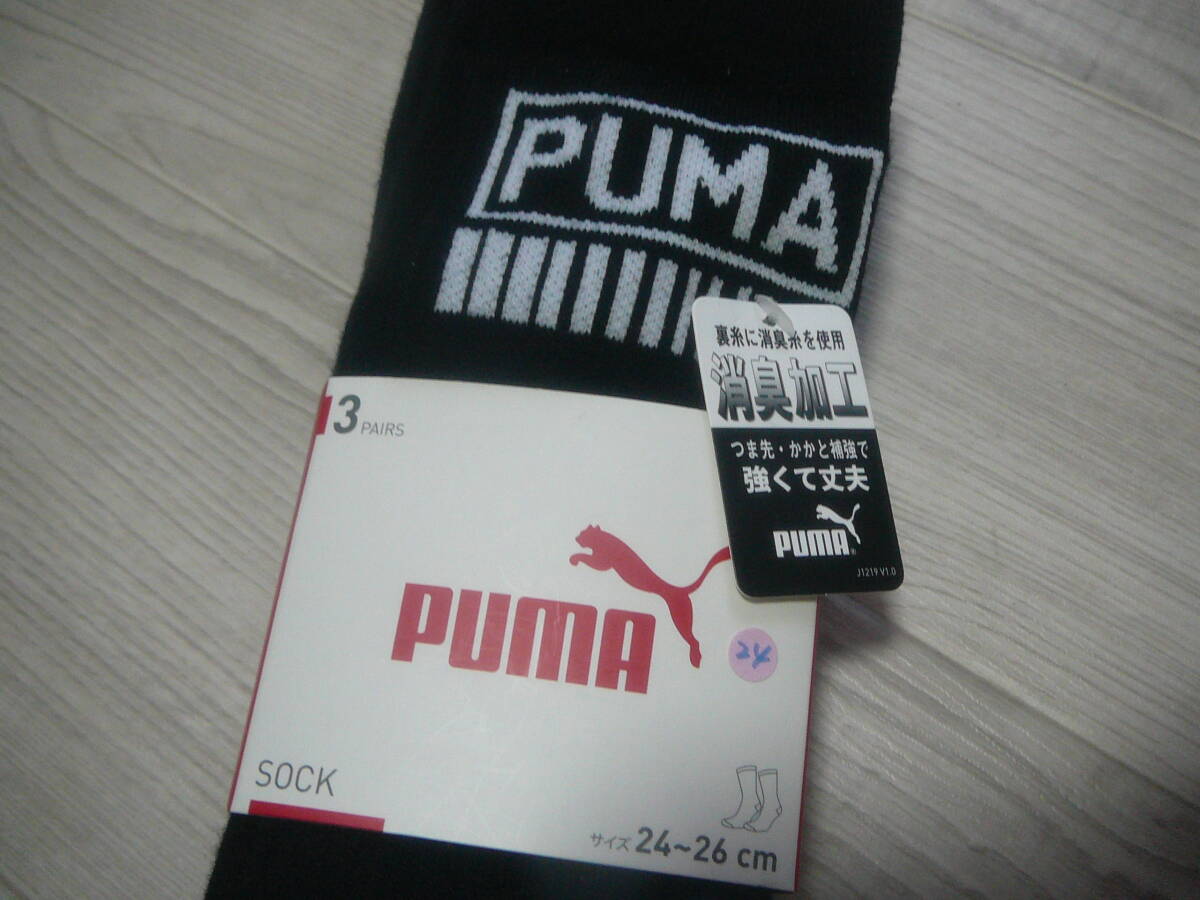 PUMA
裏糸に消臭糸を使用
消臭加工
つま先・かかと補強で
強くて丈夫
PUMA
J1219 V1.0
3 PAIRS
PUMA
24
SOCK
サイズ 24~26 cm